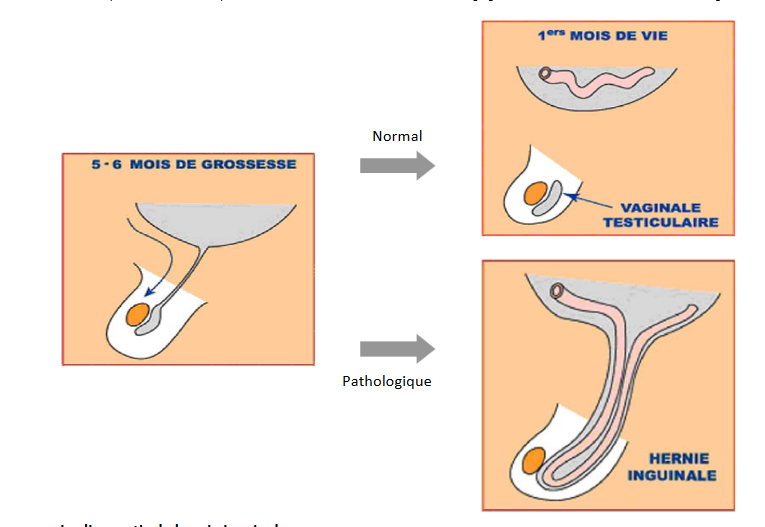 5 - 6 MOIS DE GROSSESSE
Normal
Pathologique
1ers MOIS DE VIE
VAGINALE
TESTICULAIRE
HERNIE
INGUINALE